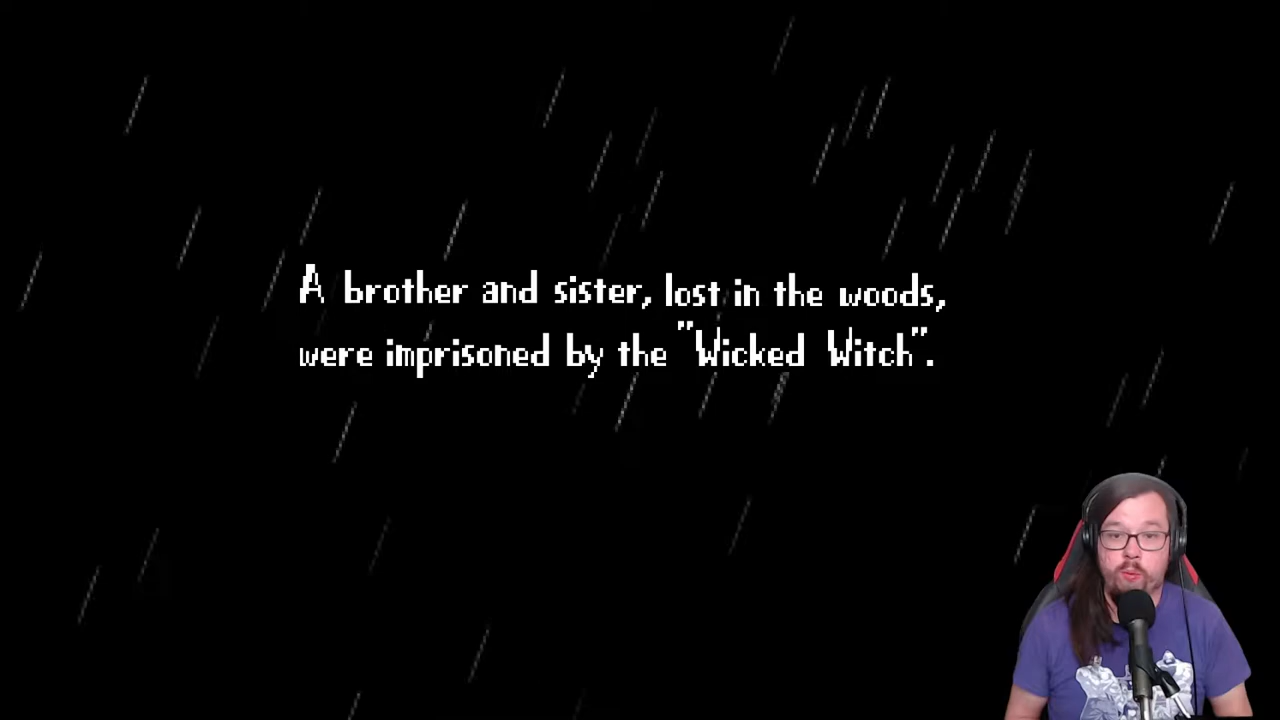 A brother and sister, lost in the woods,
were imprisoned by the "Wicked Witch".